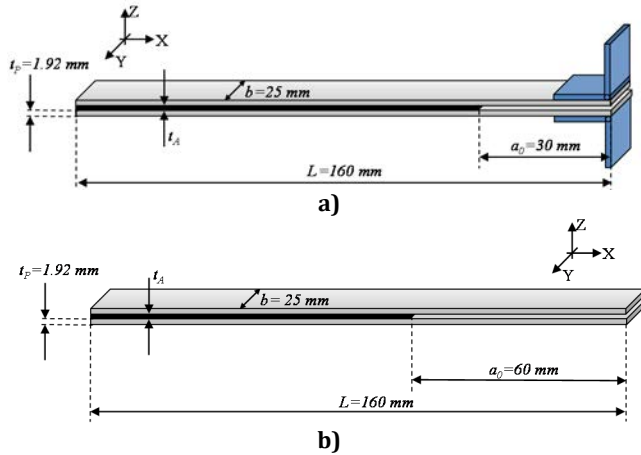 Z
X
Y
t_P=1.92 mm
b=25 mm
t_A
a_0=30 mm
L=160 mm
a)
Z
X
Y
t_P=1.92 mm
t_A
b= 25 mm
a_0=60 mm
L=160 mm
b)